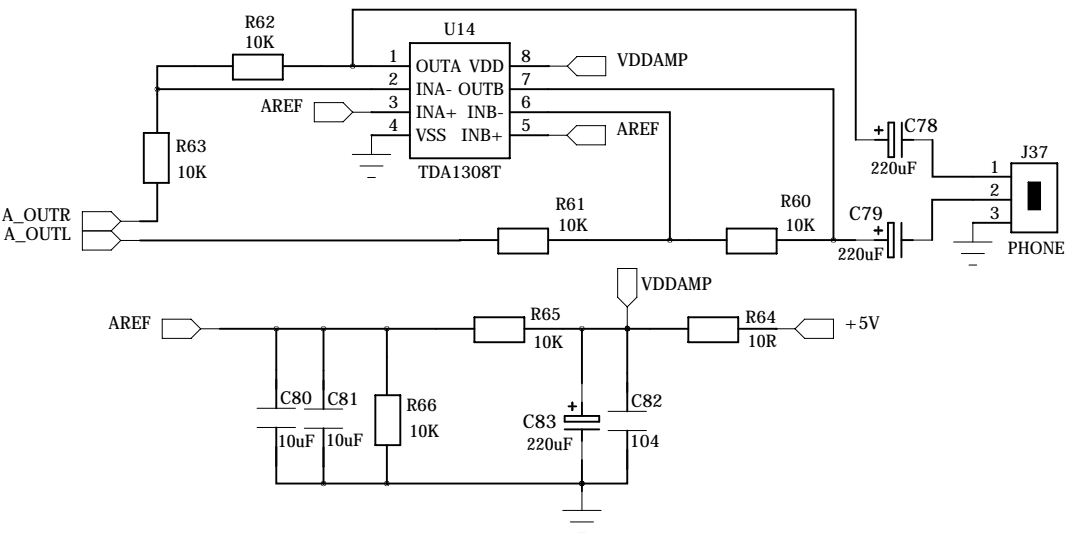 R62
10K
U14
1
OUTA VDD
8
VDDAMP
2
INA- OUTB
7
AREF
3
INA+ INB-
6
4
VSS INB+
5
AREF
TDA1308T
R63
10K
+
C78
220uF
J37
1
2
3
PHONE
A_OUTR
A_OUTL
R61
10K
R60
10K
C79
+
220uF
VDDAMP
AREF
R65
10K
R64
10R
+5V
C80
10uF
C81
10uF
R66
10K
+
C83
220uF
C82
104